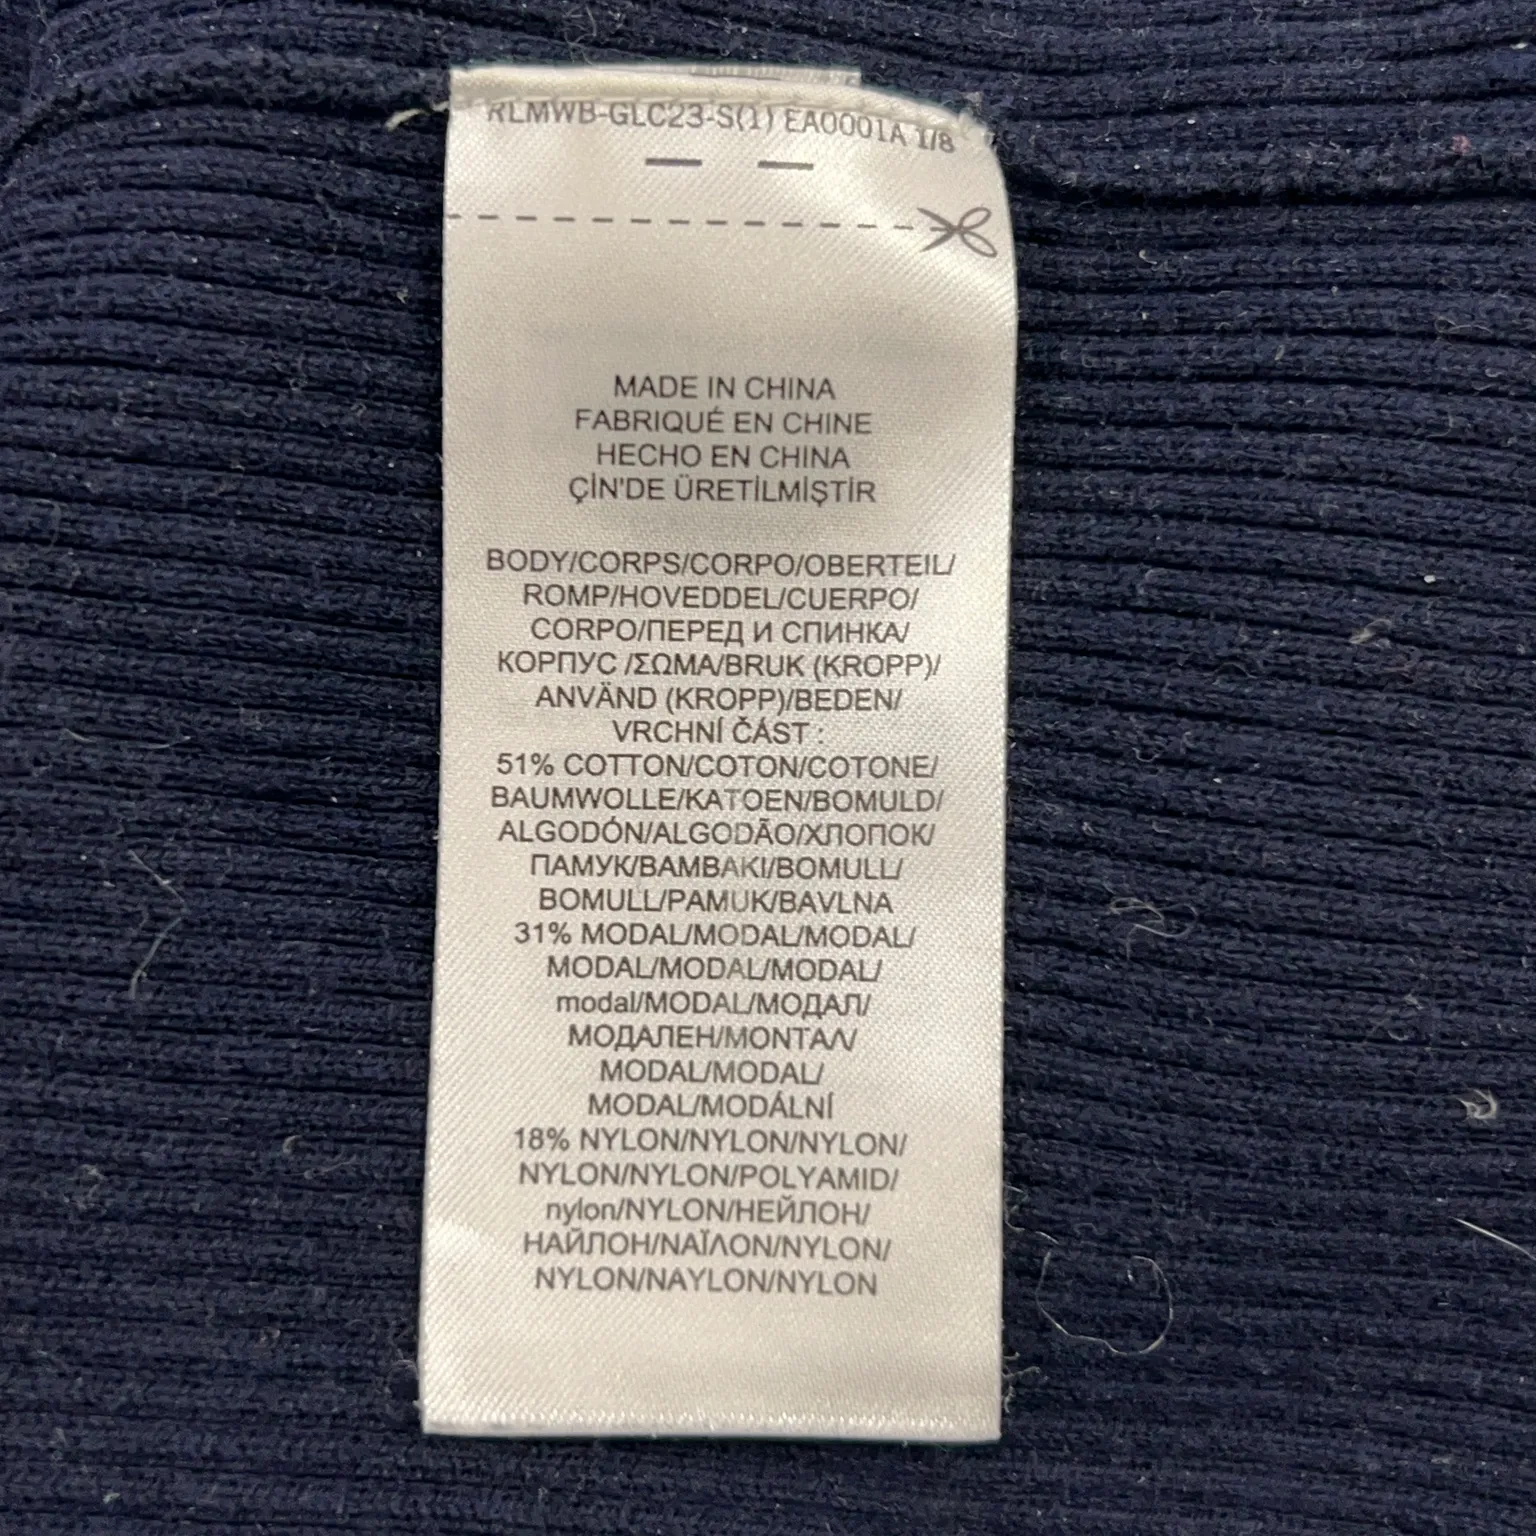 RLMWB-GLC23-S(1) EA0001A 1/8
MADE IN CHINA
FABRIQUÉ EN CHINE
HECHO EN CHINA
ÇİN'DE ÜRETİLMİŞTİR
BODY/CORPS/CORPO/OBERTEIL/
ROMP/HOVEDDEL/CUERPO/
CORPO/ПЕРЕД И СПИНКА/
КОРПУС /ΣΩΜΑ/BRUK (KROPP)/
ANVÄND (KROPP)/BEDEN/
VRCHNÍ ČÁST :
51% COTTON/COTON/COTONE/
BAUMWOLLE/KATOEN/BOMULD/
ALGODÓN/ALGODÃO/ХЛОПОК/
ПАМУК/ΒΑΜΒΑΚΙ/BOMULL/
BOMULL/PAMUK/BAVLNA
31% MODAL/MODAL/MODAL/
MODAL/MODAL/MODAL/
modal/MODAL/МОДАЛ/
МОДАЛЕН/ΜΟΝΤΑΛ/
MODAL/MODAL/
MODAL/MODÁLNÍ
18% NYLON/NYLON/NYLON/
NYLON/NYLON/POLYAMID/
nylon/NYLON/НЕЙЛОН/
НАЙЛОН/ΝΑΪΛΟΝ/NYLON/
NYLON/NAYLON/NYLON